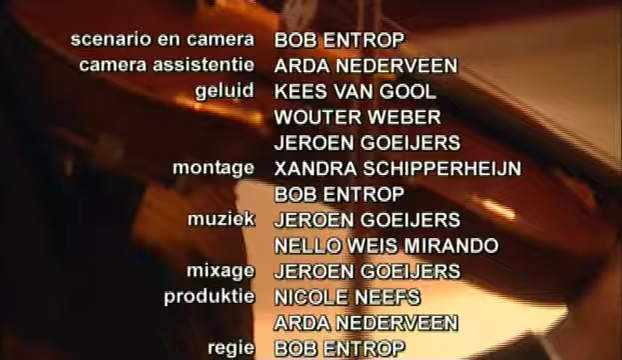 scenario en camera BOB ENTROP
camera assistentie ARDA NEDERVEEN
geluid KEES VAN GOOL
WOUTER WEBER
JEROEN GOEIJERS
montage XANDRA SCHIPPERHEIJN
BOB ENTROP
muziek JEROEN GOEIJERS
NELLO WEIS MIRANDO
mixage JEROEN GOEIJERS
produktie NICOLE NEEFS
ARDA NEDERVEEN
regie BOB ENTROP